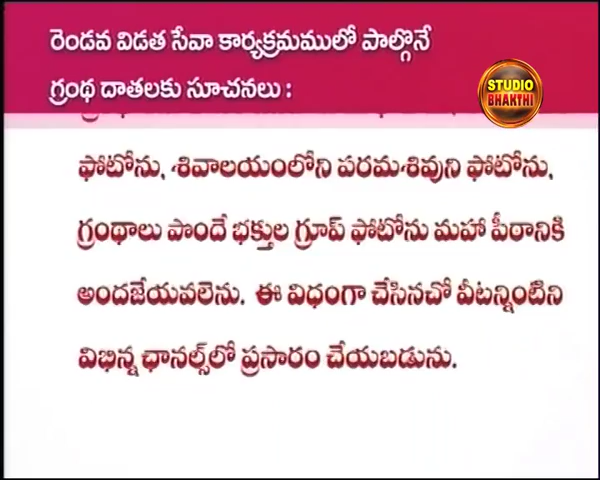 రెండవ విడత సేవా కార్యక్రమములో పాల్గొనే
గ్రంథ దాతలకు సూచనలు :
STUDIO
BHAKTHI
ఫోటోను, శివాలయంలోని పరమశివుని ఫోటోను,
గ్రంథాలు పొందే భక్తుల గ్రూప్ ఫోటోను మహా పీఠానికి
అందజేయవలెను. ఈ విధంగా చేసినచో వీటన్నింటిని
విభిన్న ఛానల్స్‌లో ప్రసారం చేయబడును.